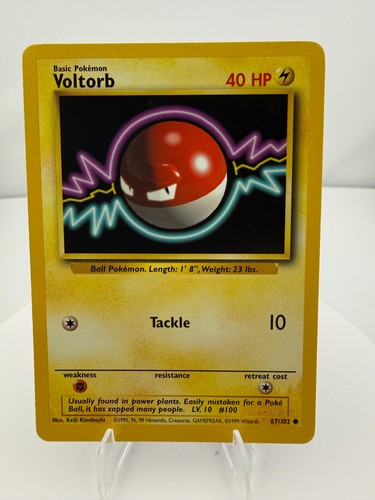 Basic Pokémon
Voltorb 40 HP
Ball Pokémon. Length: 1' 8", Weight: 23 lbs.
Tackle 10
weakness resistance retreat cost
Usually found in power plants. Easily mistaken for a Poké
Ball, it has zapped many people. LV. 10 #100
Illus. Keiji Kinebuchi ©1995, 96, 98 Nintendo, Creatures, GAMEFREAK. ©1999 Wizards. 67/102